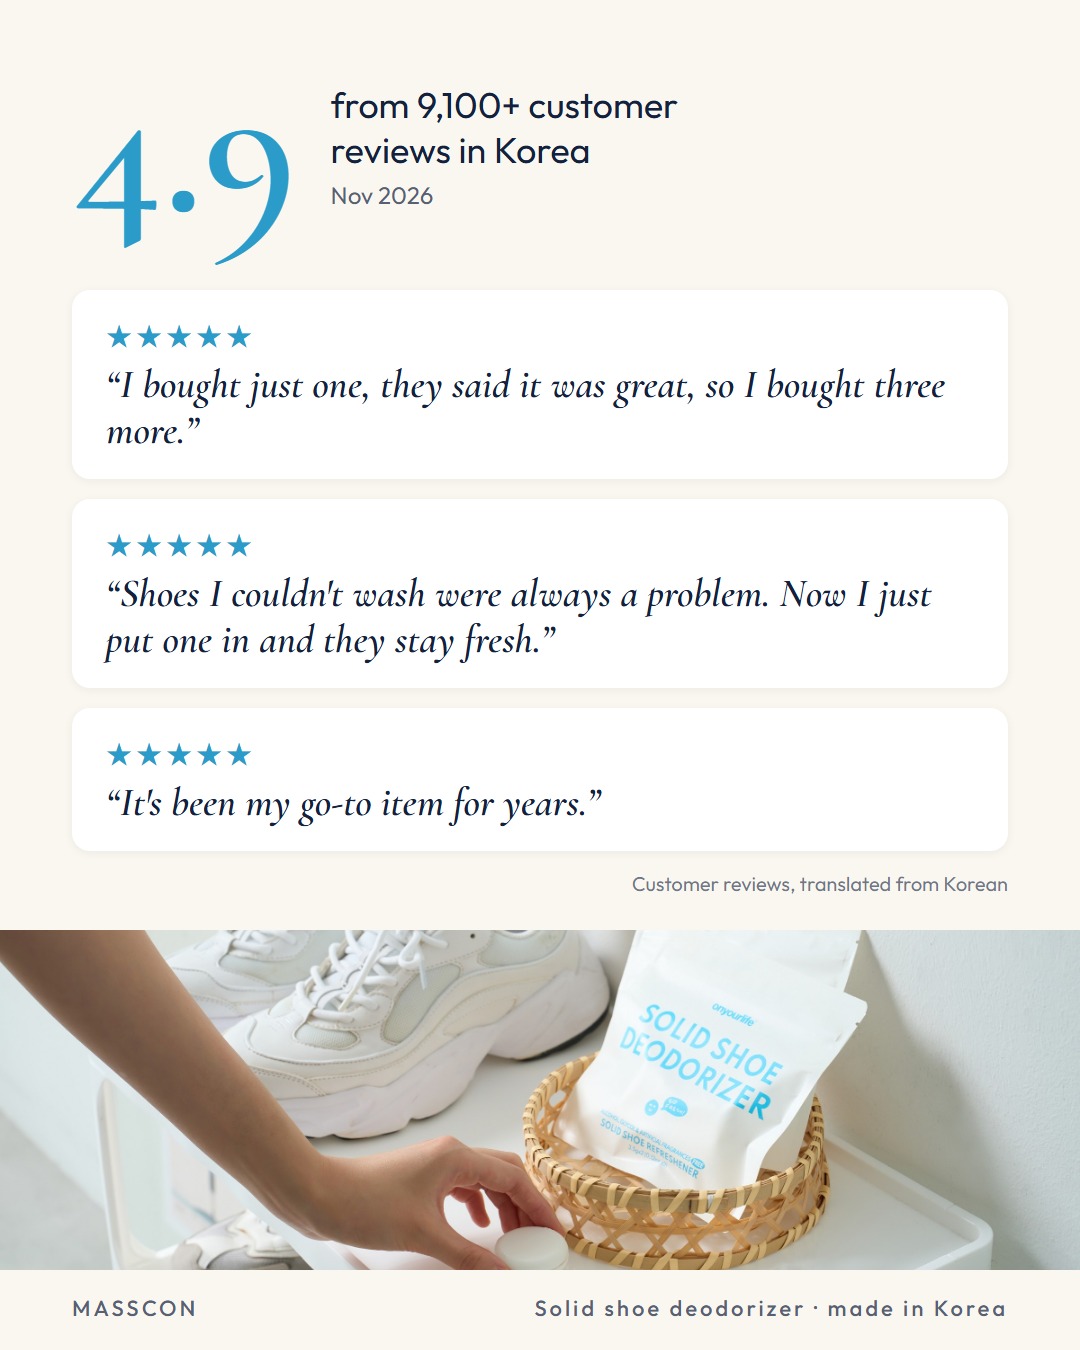 4.9
from 9,100+ customer
reviews in Korea
Nov 2026
★★★★★
“I bought just one, they said it was great, so I bought three
more.”
★★★★★
“Shoes I couldn't wash were always a problem. Now I just
put one in and they stay fresh.”
★★★★★
“It's been my go-to item for years.”
Customer reviews, translated from Korean
onyourlife
SOLID SHOE
DEODORIZER
SOLID SHOE REFRESHENER
MASSCON
Solid shoe deodorizer · made in Korea